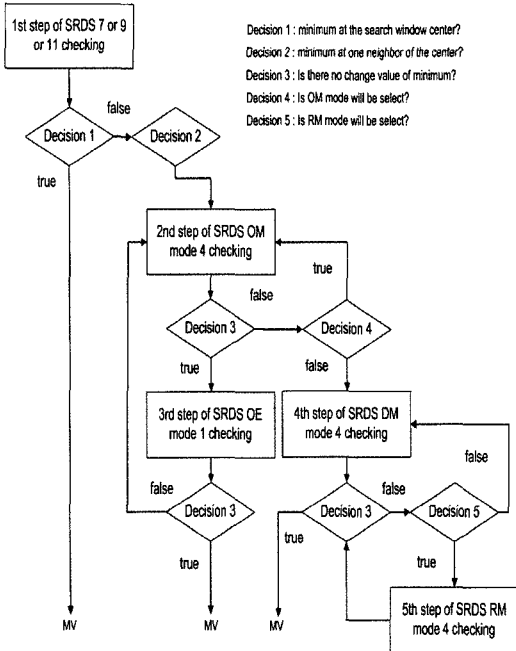 1st step of SRDS 7 or 9
or 11 checking
Decision 1 : minimum at the search window center?
Decision 2 : minimum at one neighbor of the center?
Decision 3 : Is there no change value of minimum?
Decision 4 : Is OM mode will be select?
Decision 5 : Is RM mode will be select?
false
Decision 1
Decision 2
true
2nd step of SRDS OM
mode 4 checking
true
false
Decision 3
Decision 4
true
false
3rd step of SRDS OE
mode 1 checking
4th step of SRDS DM
mode 4 checking
false
false
false
Decision 3
Decision 3
Decision 5
true
true
true
5th step of SRDS RM
mode 4 checking
MV
MV
MV